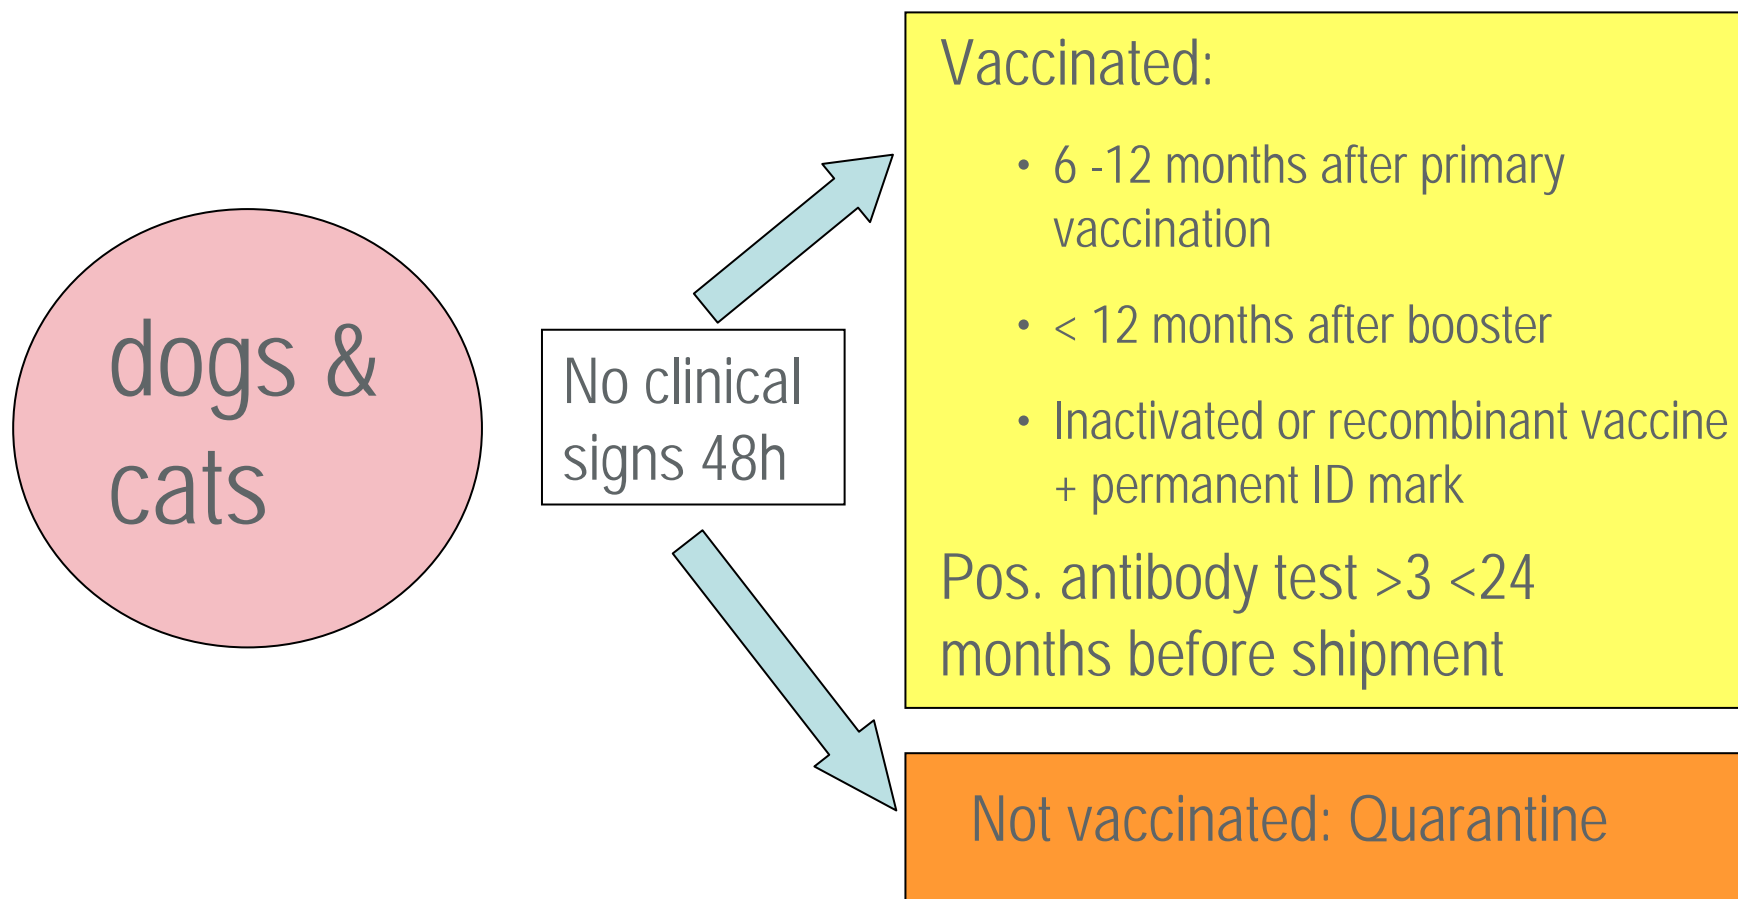 dogs &
cats
No clinical
signs 48h
Vaccinated:
• 6 -12 months after primary
vaccination
• < 12 months after booster
• Inactivated or recombinant vaccine
+ permanent ID mark
Pos. antibody test >3 <24
months before shipment
Not vaccinated: Quarantine